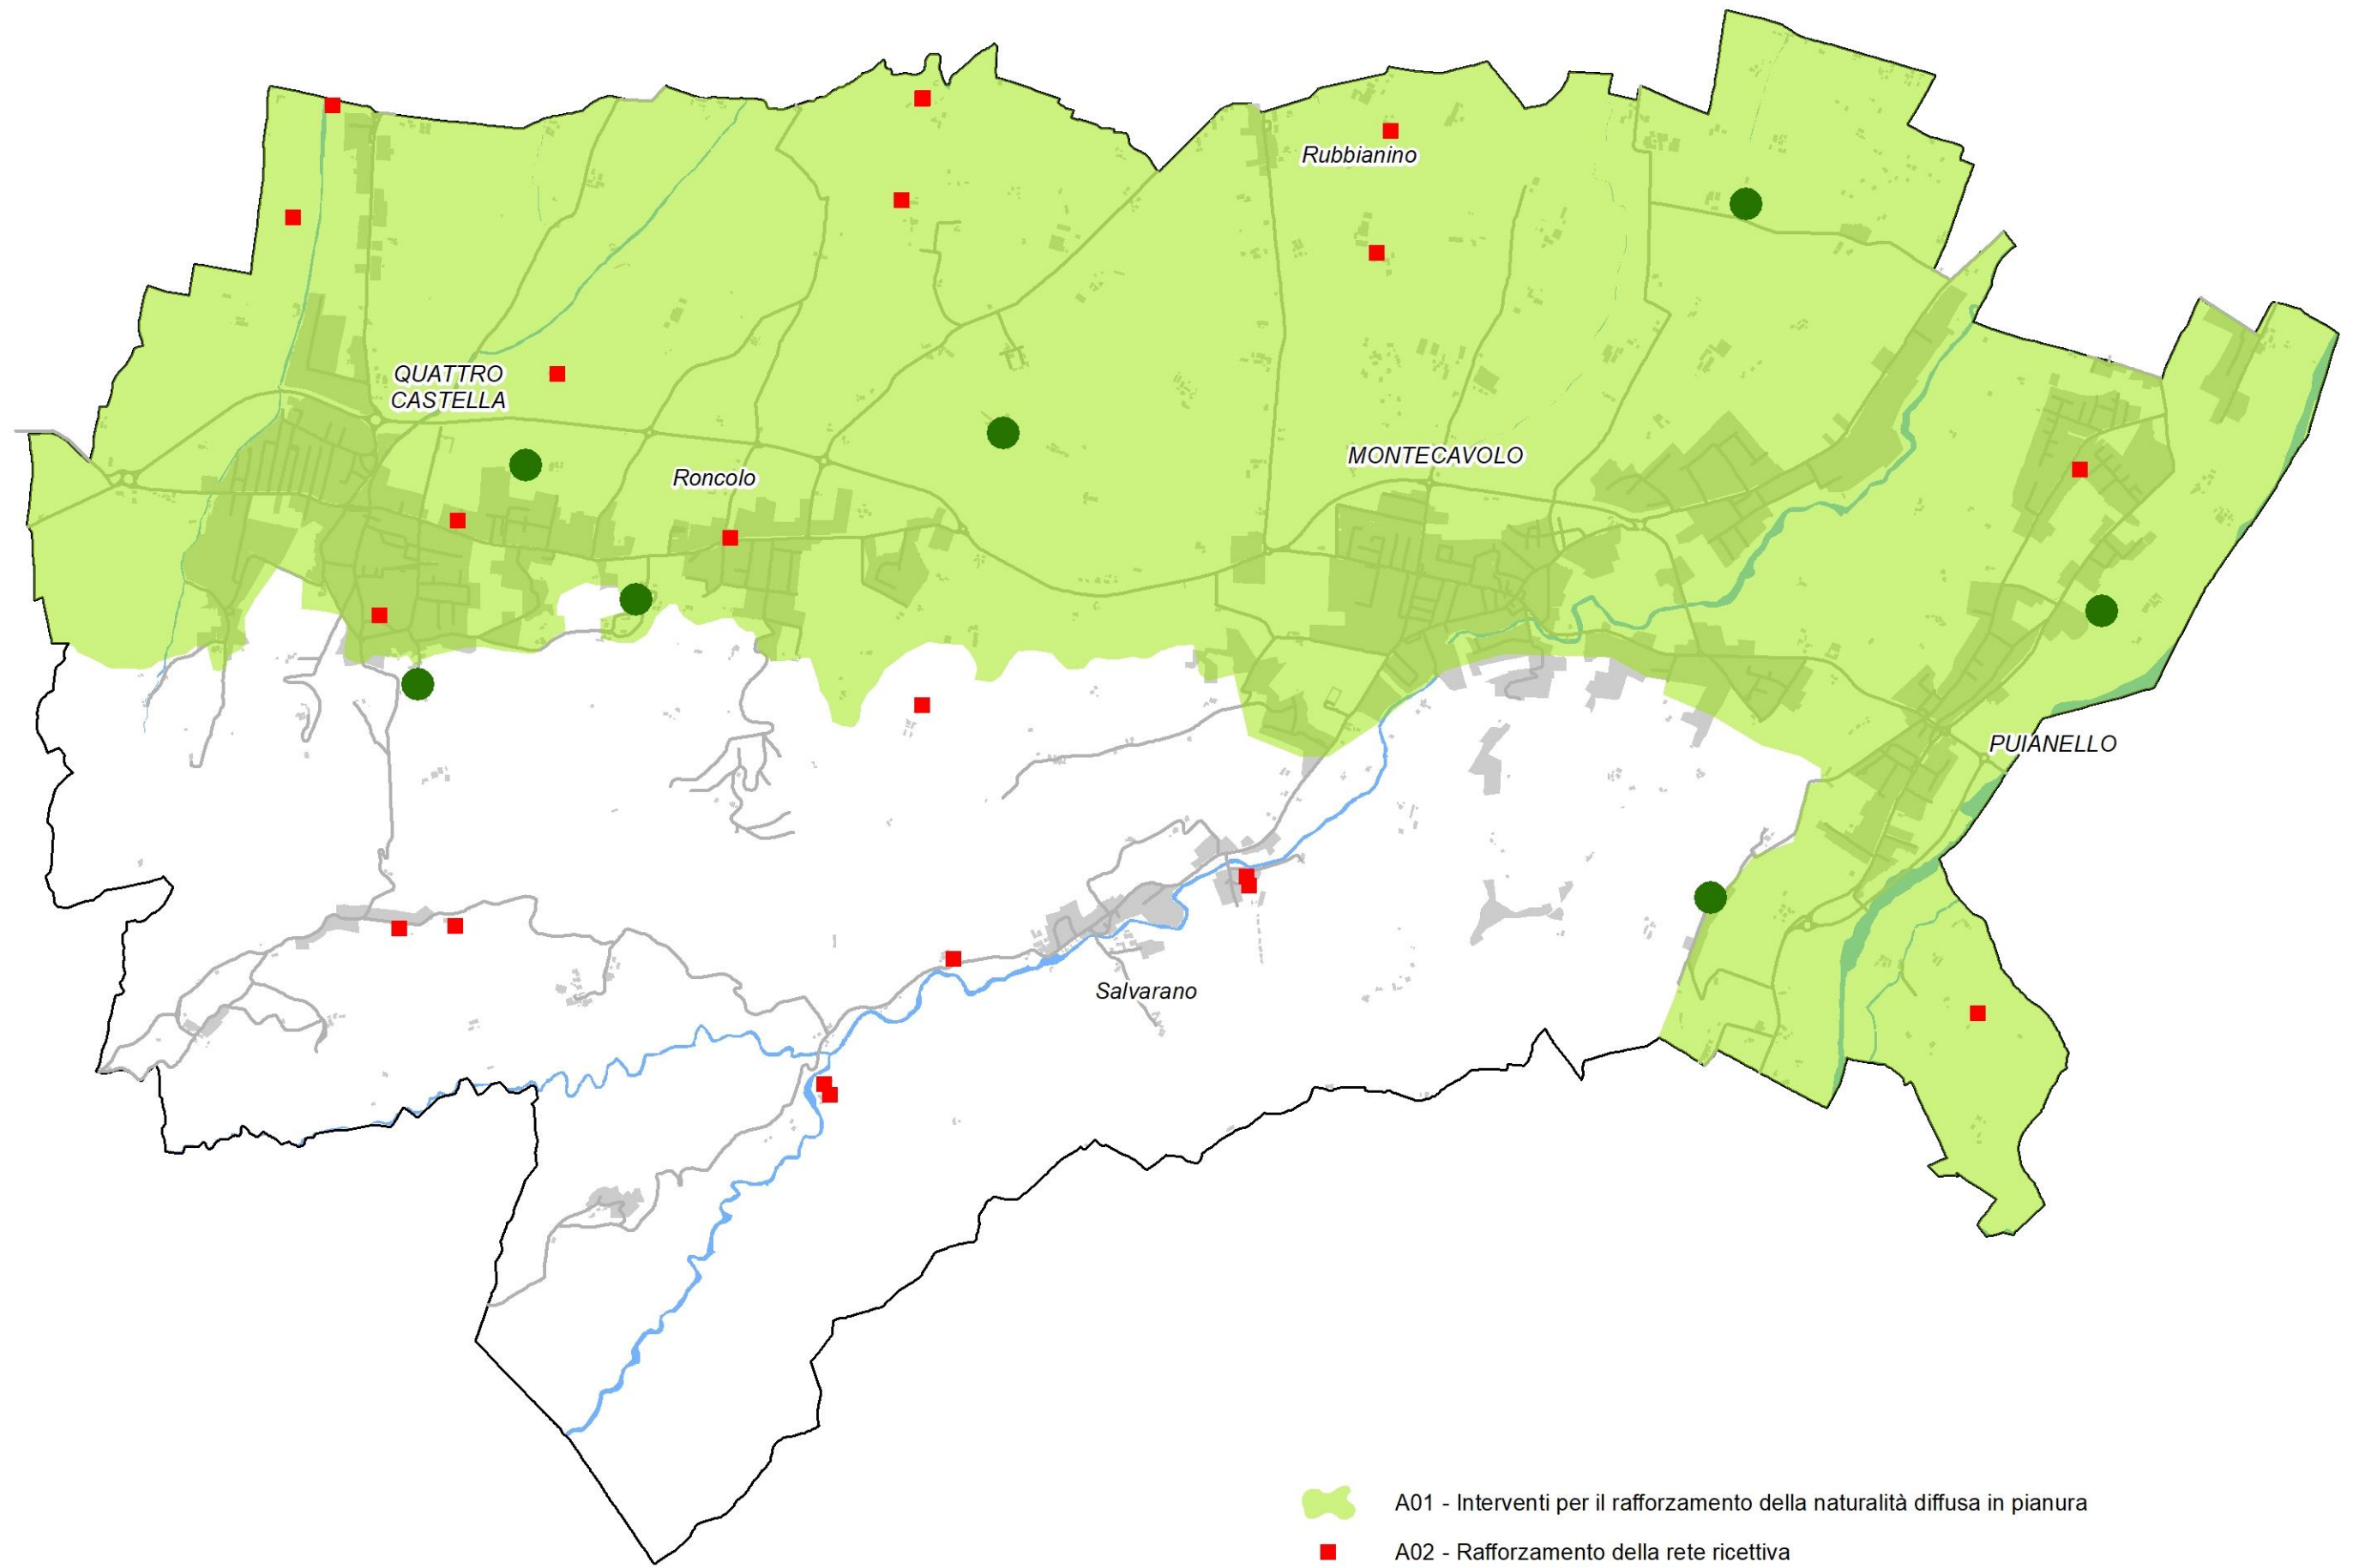 Rubbianino
QUATTRO
CASTELLA
Roncolo
MONTECAVOLO
PUIANELLO
Salvarano
A01 - Interventi per il rafforzamento della naturalità diffusa in pianura
A02 - Rafforzamento della rete ricettiva